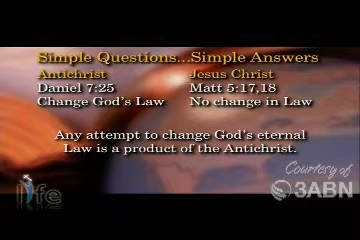 Simple Questions...Simple Answers
Antichrist Jesus Christ
Daniel 7:25 Matt 5:17,18
Change God's Law No change in Law
Any attempt to change God's eternal
Law is a product of the Antichrist.
Courtesy of
3ABN
life